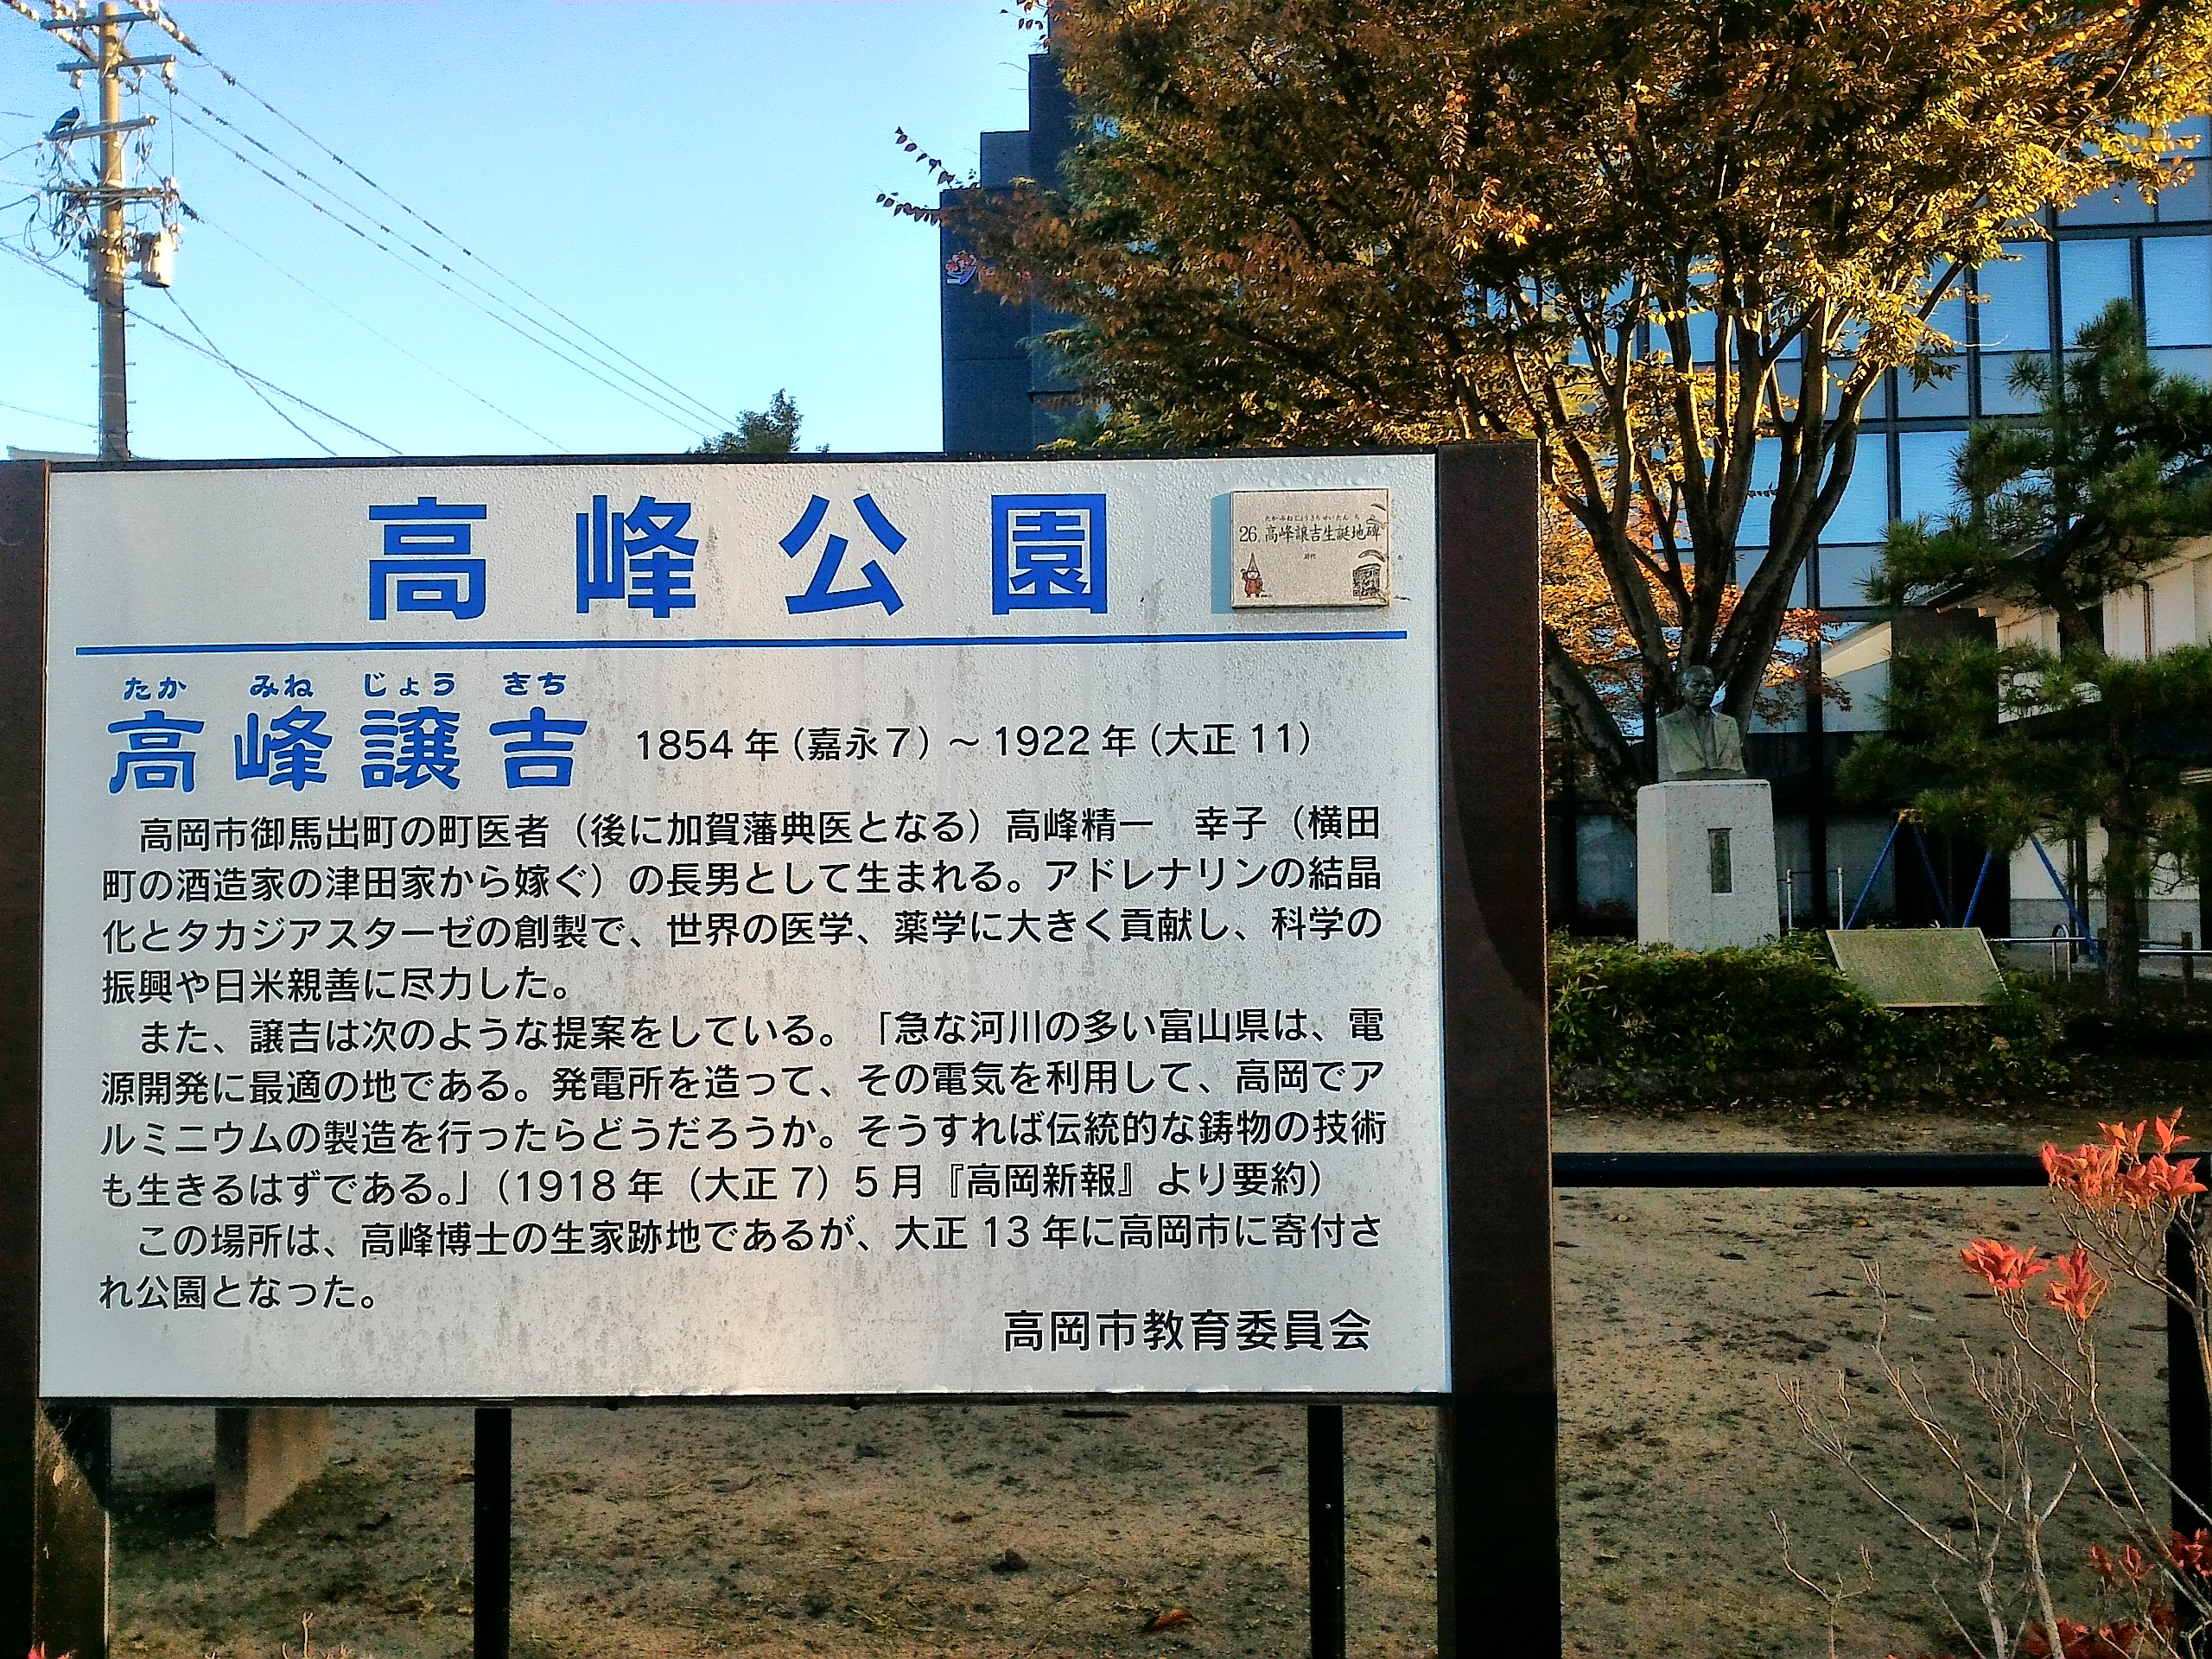 高峰公園
たかみねじょうきちせいたんち
26 高峰譲吉生誕地碑
近代
たか みね じょう きち
高峰譲吉 1854年(嘉永7)～1922年(大正11)
高岡市御馬出町の町医者(後に加賀藩典医となる)高峰精一　幸子(横田
町の酒造家の津田家から嫁ぐ)の長男として生まれる。アドレナリンの結晶
化とタカジアスターゼの創製で、世界の医学、薬学に大きく貢献し、科学の
振興や日米親善に尽力した。
また、譲吉は次のような提案をしている。「急な河川の多い富山県は、電
源開発に最適の地である。発電所を造って、その電気を利用して、高岡でア
ルミニウムの製造を行ったらどうだろうか。そうすれば伝統的な鋳物の技術
も生きるはずである。」(1918年(大正7)5月『高岡新報』より要約)
この場所は、高峰博士の生家跡地であるが、大正13年に高岡市に寄付さ
れ公園となった。
高岡市教育委員会